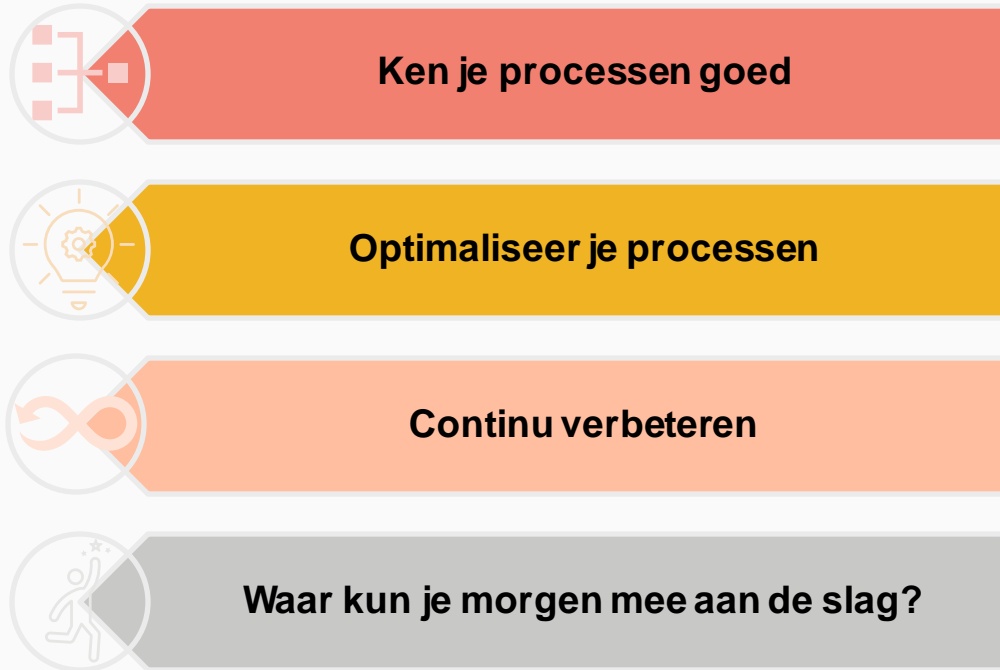 Ken je processen goed
Optimaliseer je processen
Continu verbeteren
Waar kun je morgen mee aan de slag?